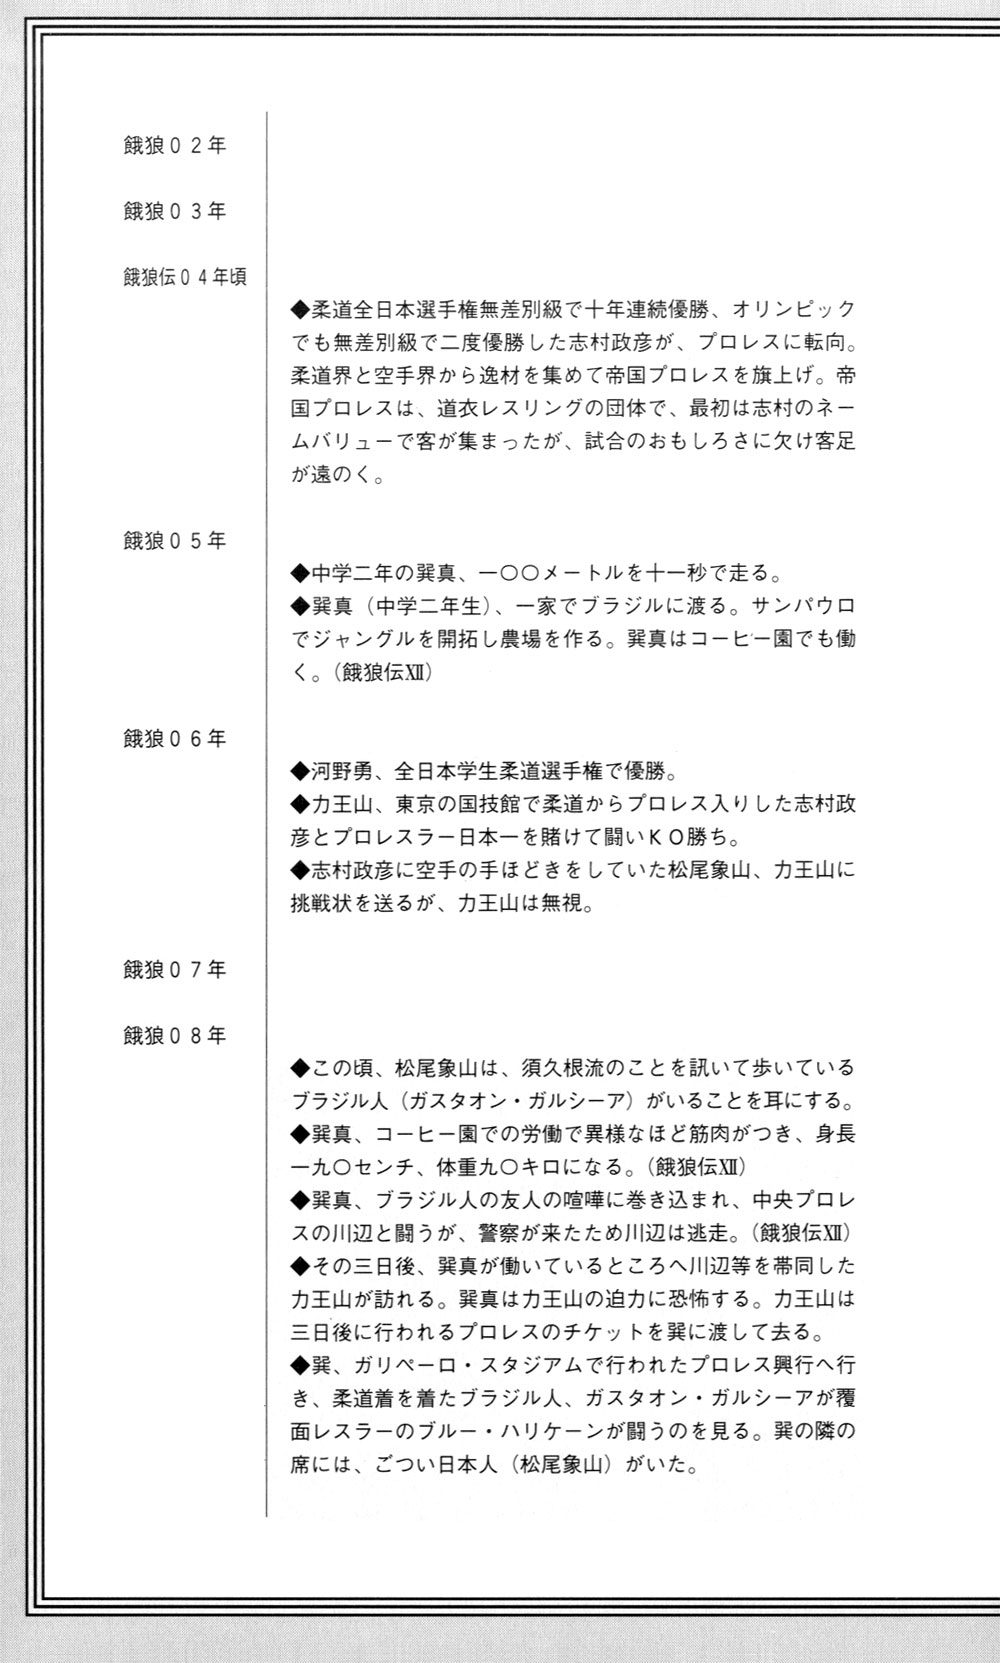 餓狼０２年
餓狼０３年
餓狼伝０４年頃
◆柔道全日本選手権無差別級で十年連続優勝、オリンピック
でも無差別級で二度優勝した志村政彦が、プロレスに転向。
柔道界と空手界から逸材を集めて帝国プロレスを旗上げ。帝
国プロレスは、道衣レスリングの団体で、最初は志村のネー
ムバリューで客が集まったが、試合のおもしろさに欠け客足
が遠のく。
餓狼０５年
◆中学二年の巽真、一〇〇メートルを十一秒で走る。
◆巽真（中学二年生）、一家でブラジルに渡る。サンパウロ
でジャングルを開拓し農場を作る。巽真はコーヒー園でも働
く。（餓狼伝Ⅻ）
餓狼０６年
◆河野勇、全日本学生柔道選手権で優勝。
◆力王山、東京の国技館で柔道からプロレス入りした志村政
彦とプロレスラー日本一を賭けて闘いＫＯ勝ち。
◆志村政彦に空手の手ほどきをしていた松尾象山、力王山に
挑戦状を送るが、力王山は無視。
餓狼０７年
餓狼０８年
◆この頃、松尾象山は、須久根流のことを訊いて歩いている
ブラジル人（ガスタオン・ガルシーア）がいることを耳にする。
◆巽真、コーヒー園での労働で異様なほど筋肉がつき、身長
一九〇センチ、体重九〇キロになる。（餓狼伝Ⅻ）
◆巽真、ブラジル人の友人の喧嘩に巻き込まれ、中央プロレ
スの川辺と闘うが、警察が来たため川辺は逃走。（餓狼伝Ⅻ）
◆その三日後、巽真が働いているところへ川辺等を帯同した
力王山が訪れる。巽真は力王山の迫力に恐怖する。力王山は
三日後に行われるプロレスのチケットを巽に渡して去る。
◆巽、ガリペーロ・スタジアムで行われたプロレス興行へ行
き、柔道着を着たブラジル人、ガスタオン・ガルシーアが覆
面レスラーのブルー・ハリケーンが闘うのを見る。巽の隣の
席には、ごつい日本人（松尾象山）がいた。